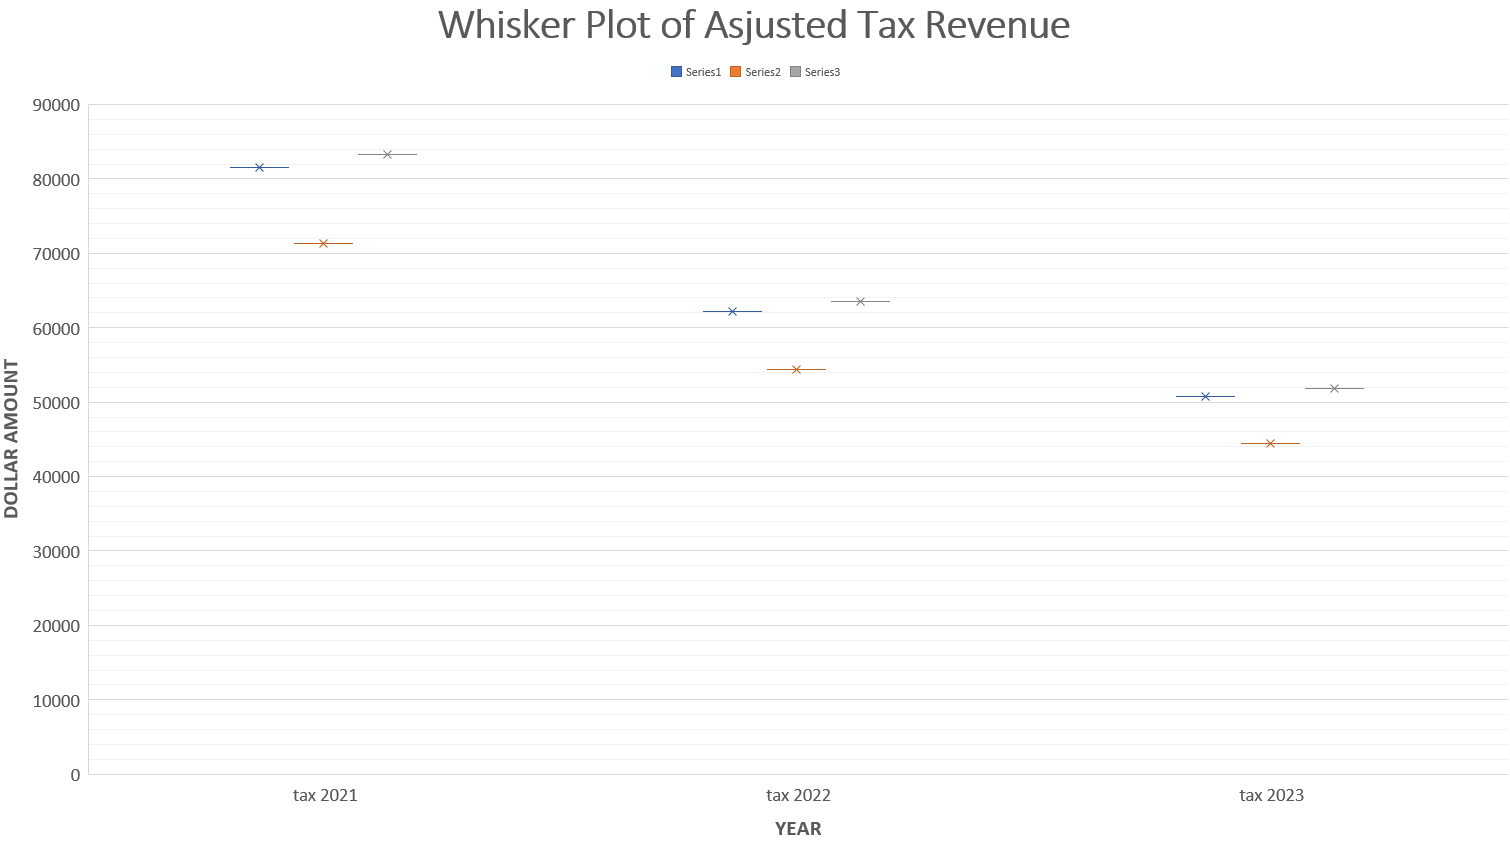 Whisker Plot of Asjusted Tax Revenue
Series1 Series2 Series3
90000
80000
70000
60000
50000
40000
30000
20000
10000
0
DOLLAR AMOUNT
tax 2021 tax 2022 tax 2023
YEAR